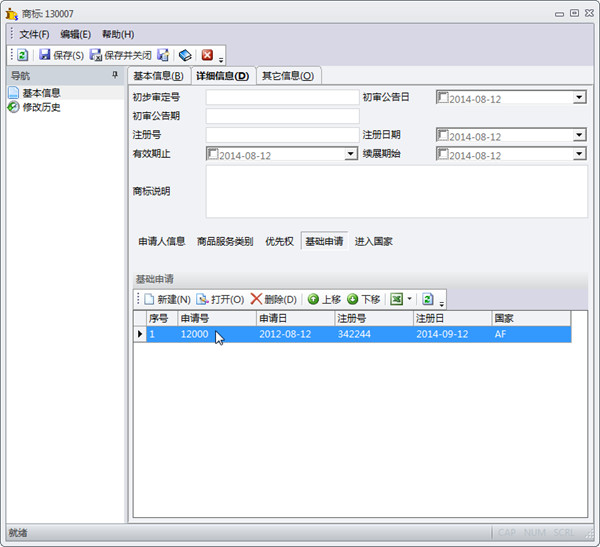 商标: 130007
文件(F) 编辑(E) 帮助(H)
保存(S) 保存并关闭
导航
基本信息
修改历史
基本信息(B) 详细信息(D) 其它信息(O)
初步审定号 初审公告日 2014-08-12
初审公告期
注册号 注册日期 2014-08-12
有效期止 2014-08-12 续展期始 2014-08-12
商标说明
申请人信息 商品服务类别 优先权 基础申请 进入国家
基础申请
新建(N) 打开(O) 删除(D) 上移 下移
序号 申请号 申请日 注册号 注册日 国家
1 12000 2012-08-12 342244 2014-09-12 AF
就绪 CAP NUM SCRL